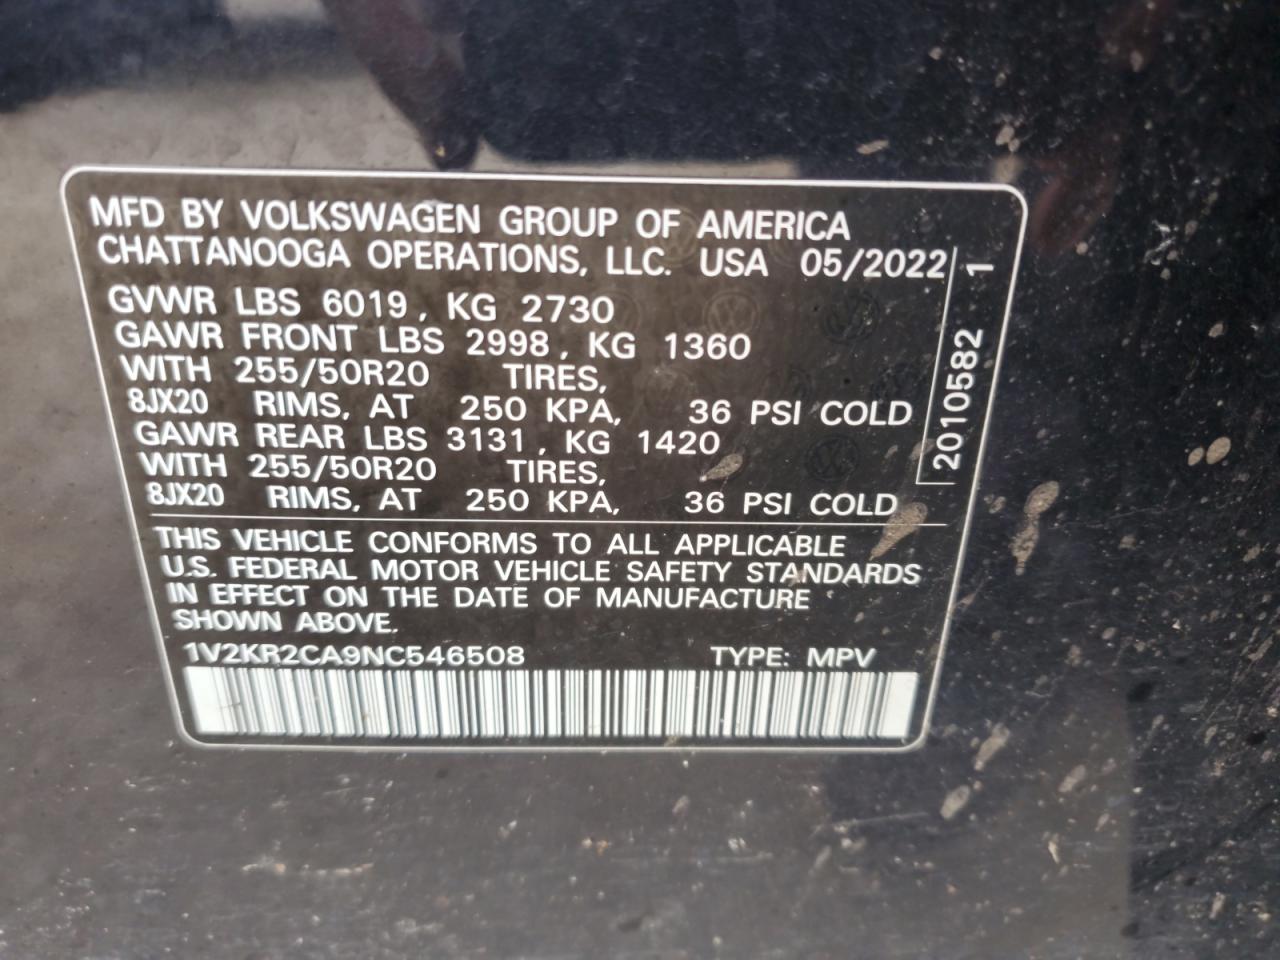 MFD BY VOLKSWAGEN GROUP OF AMERICA
CHATTANOOGA OPERATIONS, LLC. USA 05/2022
GVWR LBS 6019, KG 2730
GAWR FRONT LBS 2998, KG 1360
WITH 255/50R20 TIRES,
8JX20 RIMS, AT 250 KPA, 36 PSI COLD
GAWR REAR LBS 3131, KG 1420
WITH 255/50R20 TIRES,
8JX20 RIMS, AT 250 KPA, 36 PSI COLD
2010582 1
THIS VEHICLE CONFORMS TO ALL APPLICABLE
U.S. FEDERAL MOTOR VEHICLE SAFETY STANDARDS
IN EFFECT ON THE DATE OF MANUFACTURE
SHOWN ABOVE.
1V2KR2CA9NC546508 TYPE: MPV